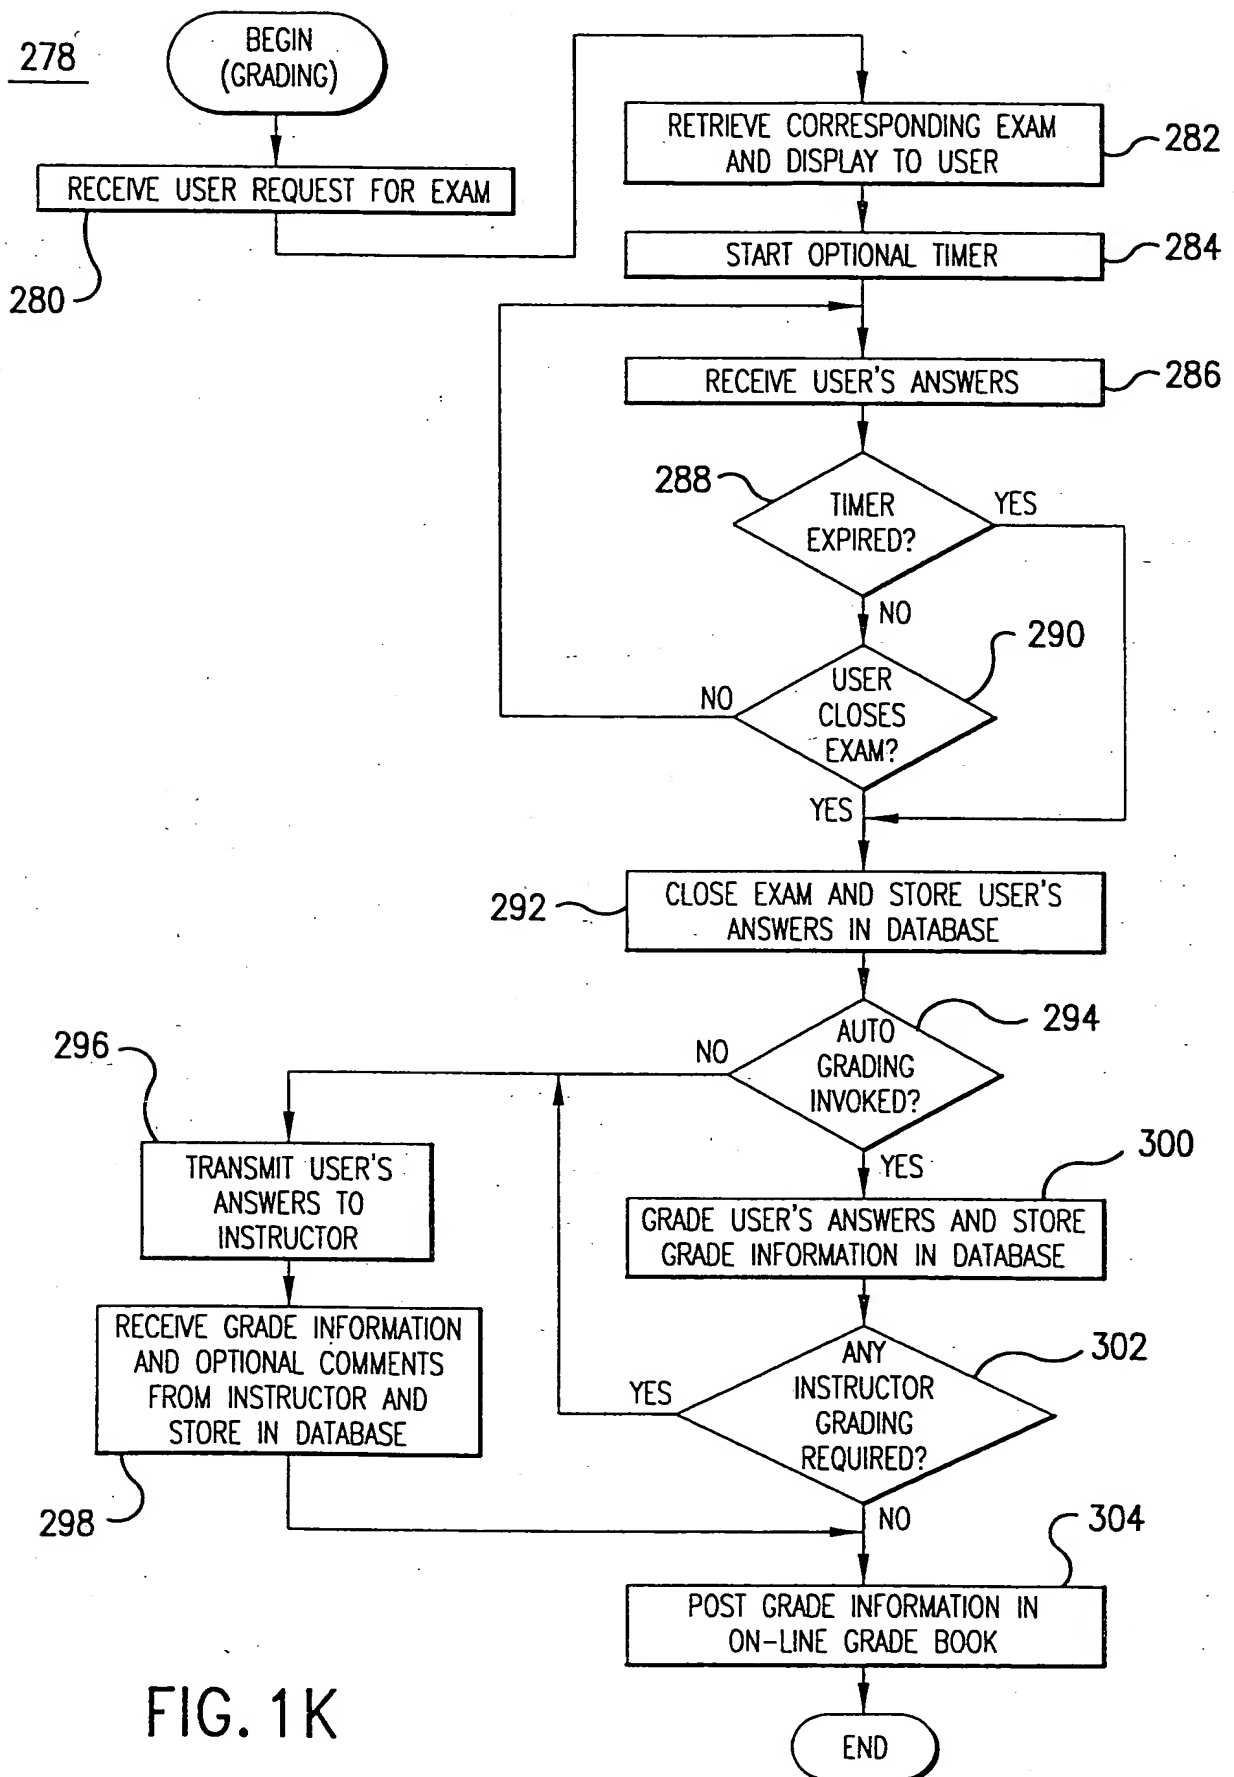 278
BEGIN
(GRADING)
RECEIVE USER REQUEST FOR EXAM
280
RETRIEVE CORRESPONDING EXAM
AND DISPLAY TO USER
282
START OPTIONAL TIMER
284
RECEIVE USER'S ANSWERS
286
288
TIMER
EXPIRED?
YES
NO
290
USER
CLOSES
EXAM?
NO
YES
292
CLOSE EXAM AND STORE USER'S
ANSWERS IN DATABASE
294
AUTO
GRADING
INVOKED?
NO
YES
296
TRANSMIT USER'S
ANSWERS TO
INSTRUCTOR
300
GRADE USER'S ANSWERS AND STORE
GRADE INFORMATION IN DATABASE
RECEIVE GRADE INFORMATION
AND OPTIONAL COMMENTS
FROM INSTRUCTOR AND
STORE IN DATABASE
298
302
ANY
INSTRUCTOR
GRADING
REQUIRED?
YES
NO
304
POST GRADE INFORMATION IN
ON-LINE GRADE BOOK
END
FIG. 1K